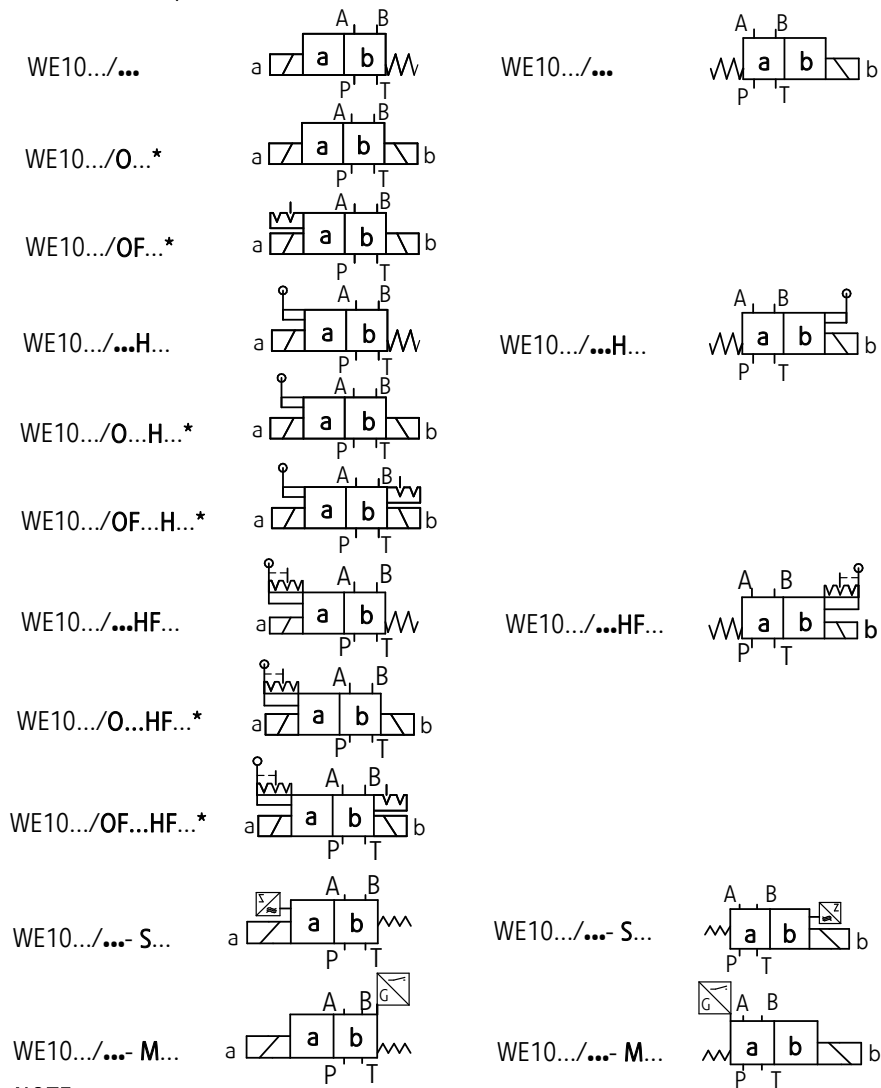 WE10.../•••
A B
a a b
P T
WE10.../•••
A B
a b b
P T
WE10.../O...*
A B
a a b b
P T
WE10.../OF...*
A B
a a b b
P T
WE10.../•••H...
A B
a a b
P T
WE10.../•••H...
A B
a b b
P T
WE10.../O...H...*
A B
a a b b
P T
WE10.../OF...H...*
A B
a a b b
P T
WE10.../•••HF...
A B
a a b
P T
WE10.../•••HF...
A B
a b b
P T
WE10.../O...HF...*
A B
a a b b
P T
WE10.../OF...HF...*
A B
a a b b
P T
WE10.../•••- S...
A B
a a b
P T
WE10.../•••- S...
A B
a b b
P T
WE10.../•••- M...
A B G
a a b
P T
WE10.../•••- M...
G A B
a b b
P T